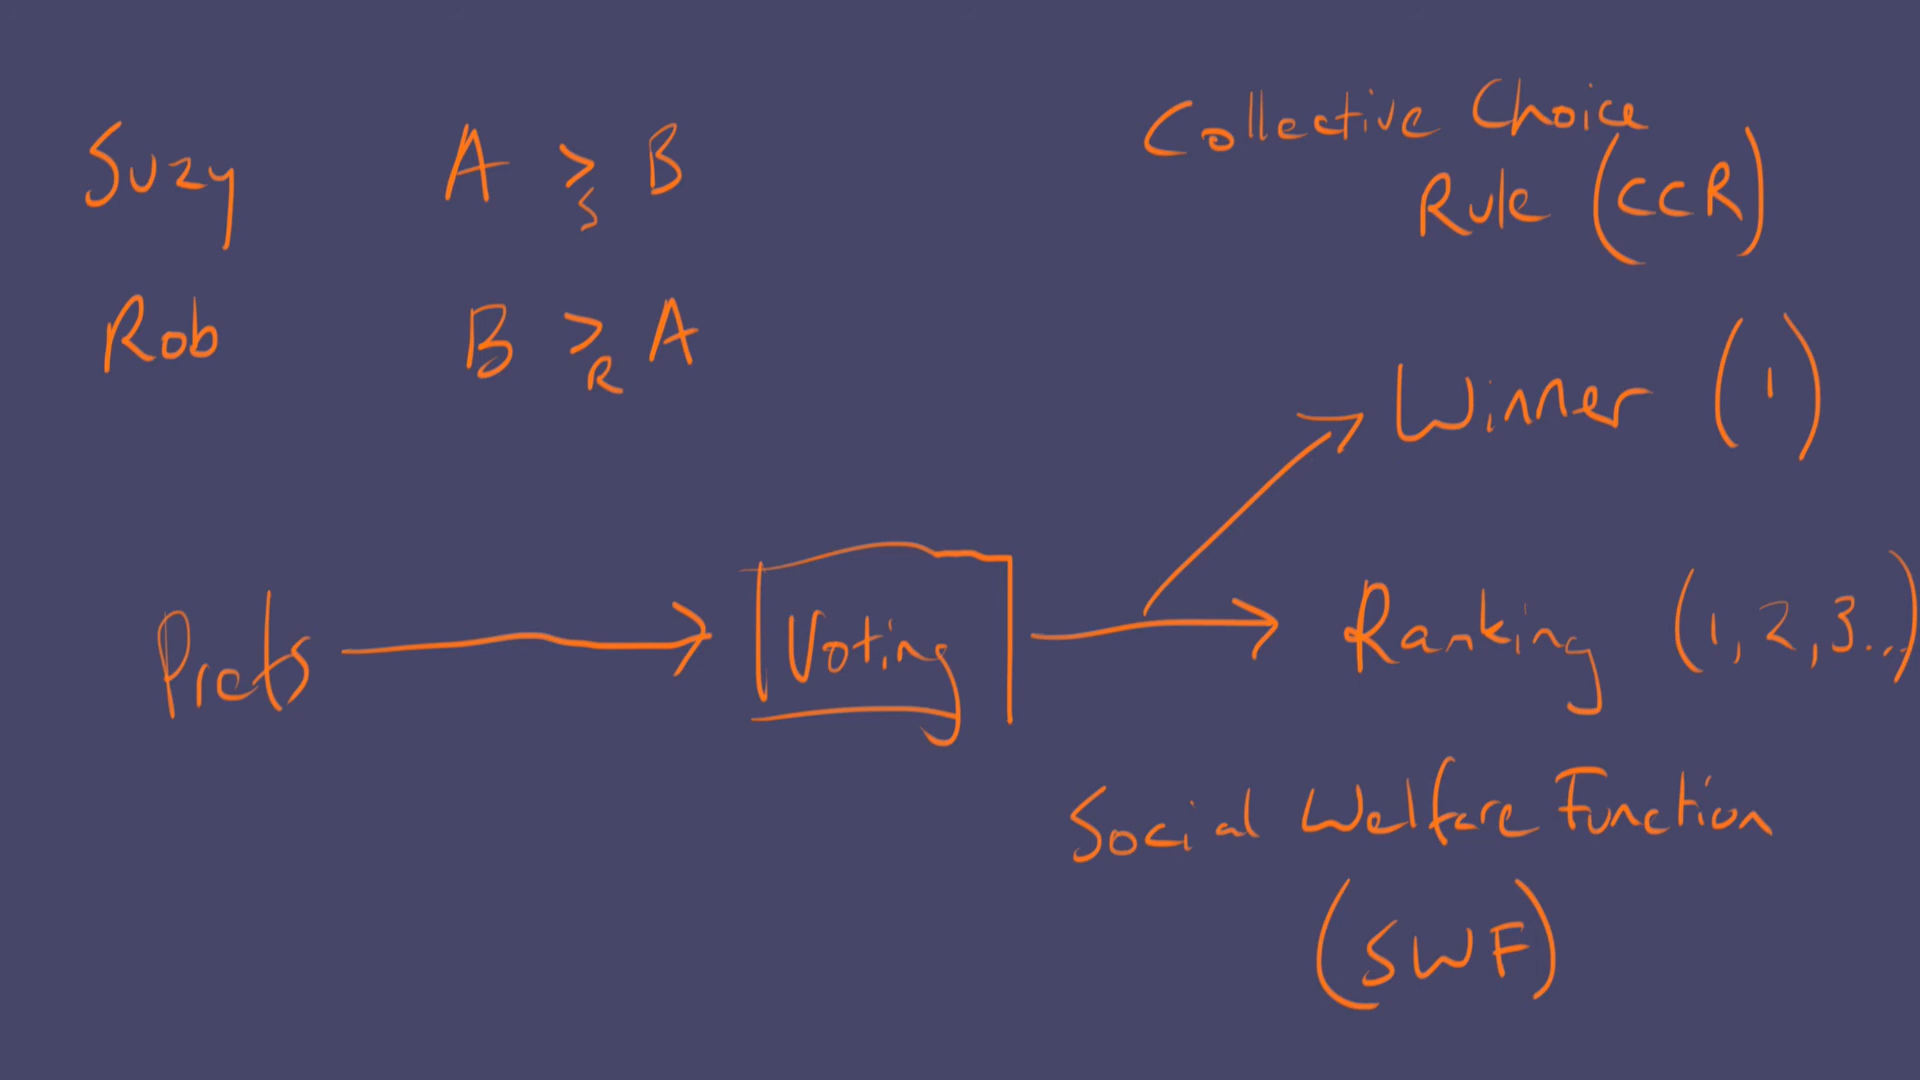 Suzy A ≥s B
Rob B ≥R A
Collective Choice
Rule (CCR)
Winner (1)
Prefs
Voting
Ranking (1, 2, 3...)
Social Welfare Function
(SWF)